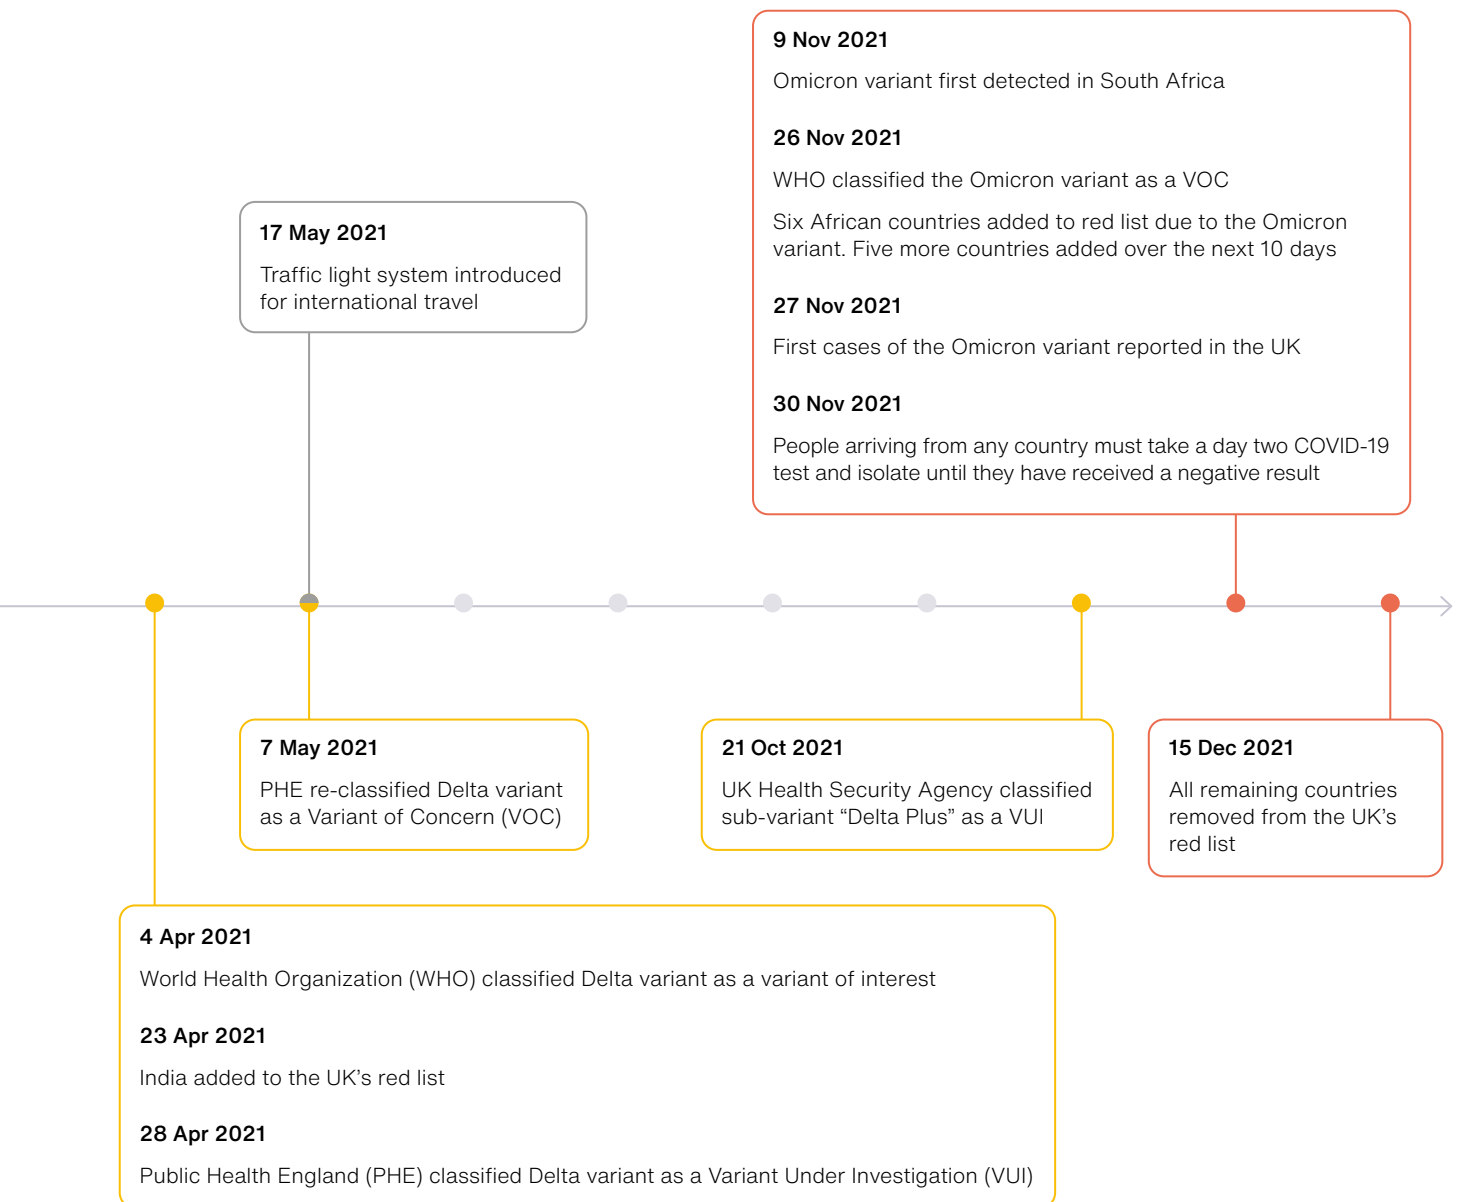 9 Nov 2021
Omicron variant first detected in South Africa
26 Nov 2021
WHO classified the Omicron variant as a VOC
Six African countries added to red list due to the Omicron
variant. Five more countries added over the next 10 days
27 Nov 2021
First cases of the Omicron variant reported in the UK
30 Nov 2021
People arriving from any country must take a day two COVID-19
test and isolate until they have received a negative result
17 May 2021
Traffic light system introduced
for international travel
7 May 2021
PHE re-classified Delta variant
as a Variant of Concern (VOC)
21 Oct 2021
UK Health Security Agency classified
sub-variant “Delta Plus” as a VUI
15 Dec 2021
All remaining countries
removed from the UK’s
red list
4 Apr 2021
World Health Organization (WHO) classified Delta variant as a variant of interest
23 Apr 2021
India added to the UK’s red list
28 Apr 2021
Public Health England (PHE) classified Delta variant as a Variant Under Investigation (VUI)